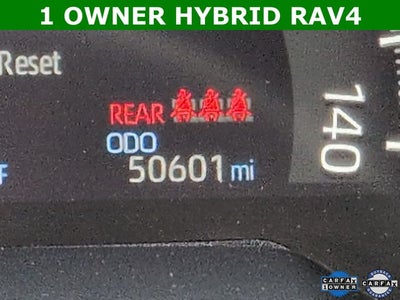 1 OWNER HYBRID RAV4
Reset
REAR
ODO
50601 mi
F
140
CARFAX
1 OWNER
CARFAX